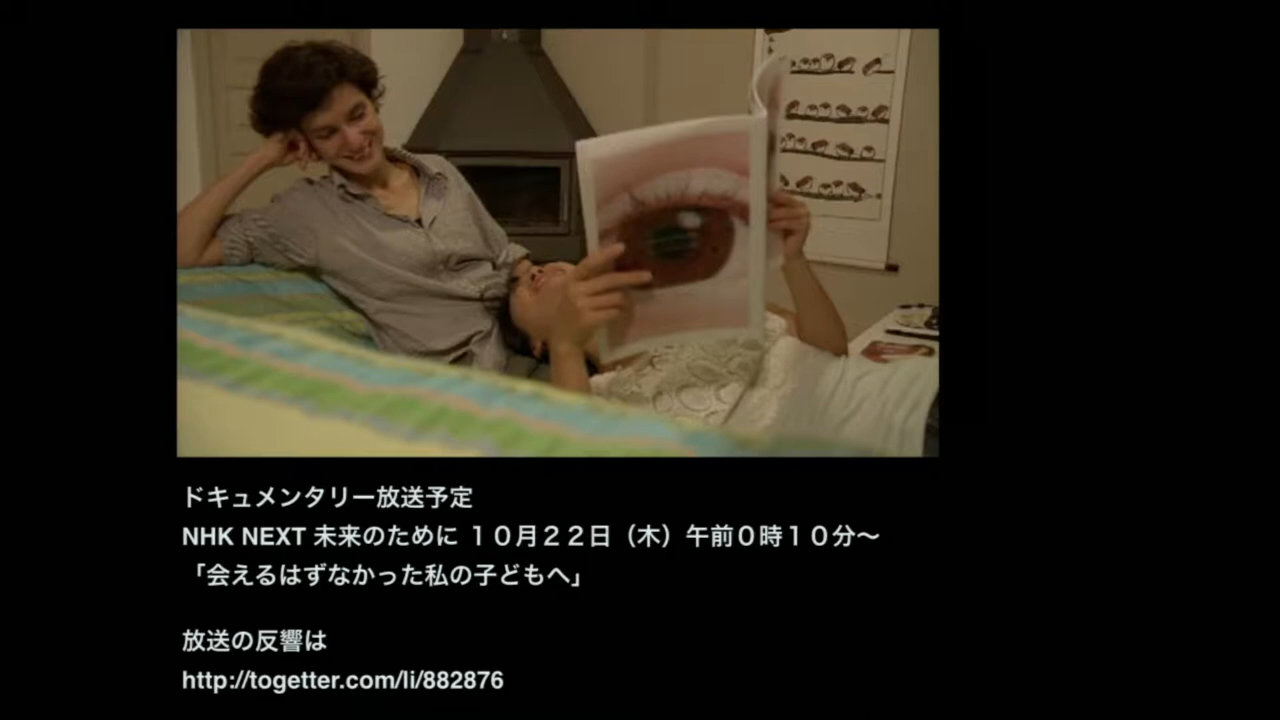 ドキュメンタリー放送予定
NHK NEXT 未来のために １０月２２日（木）午前０時１０分〜
「会えるはずなかった私の子どもへ」
放送の反響は
http://togetter.com/li/882876